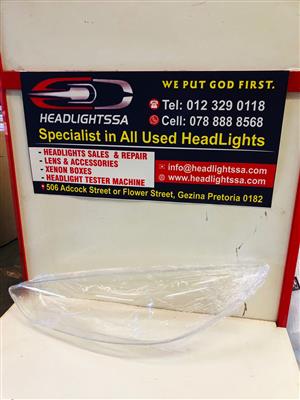 WE PUT GOD FIRST.
HEADLIGHTSSA
Tel: 012 329 0118
Cell: 078 888 8568
Specialist in All Used HeadLights
- HEADLIGHTS SALES & REPAIR
- LENS & ACCESSORIES
- XENON BOXES
- HEADLIGHT TESTER MACHINE
info@headlightssa.com
www.headlightssa.com
506 Adcock Street or Flower Street, Gezina Pretoria 0182